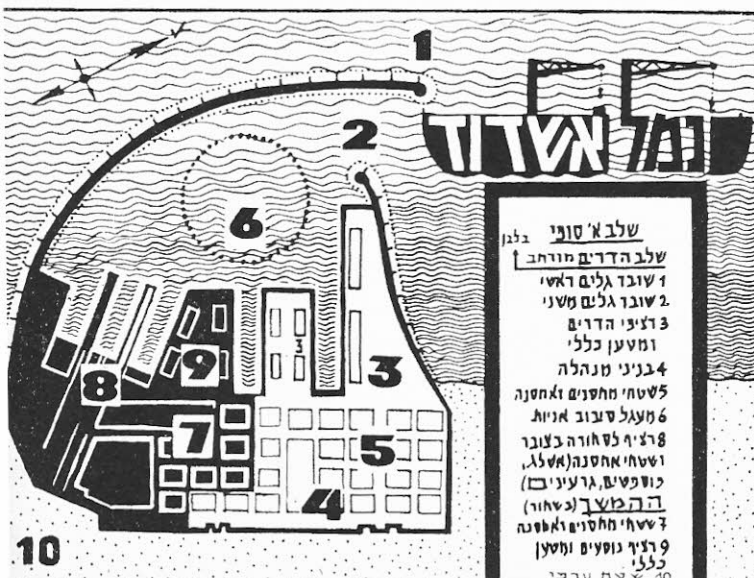 נמל אשדוד
1
2
6
3
3
9
8
7
5
4
10
שלב א' סופי
בלבן
שלב הדרים מורחב
1 שובר גלים ראשי
2 שובר גלים משני
3 רציפי הדרים
ומטען כללי
4 בניני מנהלה
5 שטחי מחסנים ואחסנה
6 מעגל סבוב אניות
8 רציף לסחורה בצובר
ושטחי אחסנה (אשלג,
פוספטים, גרעינים)
ההמשך (בשחור)
7 שטחי מחסנים ואחסנה
9 רציף נוסעים ומטען
כללי